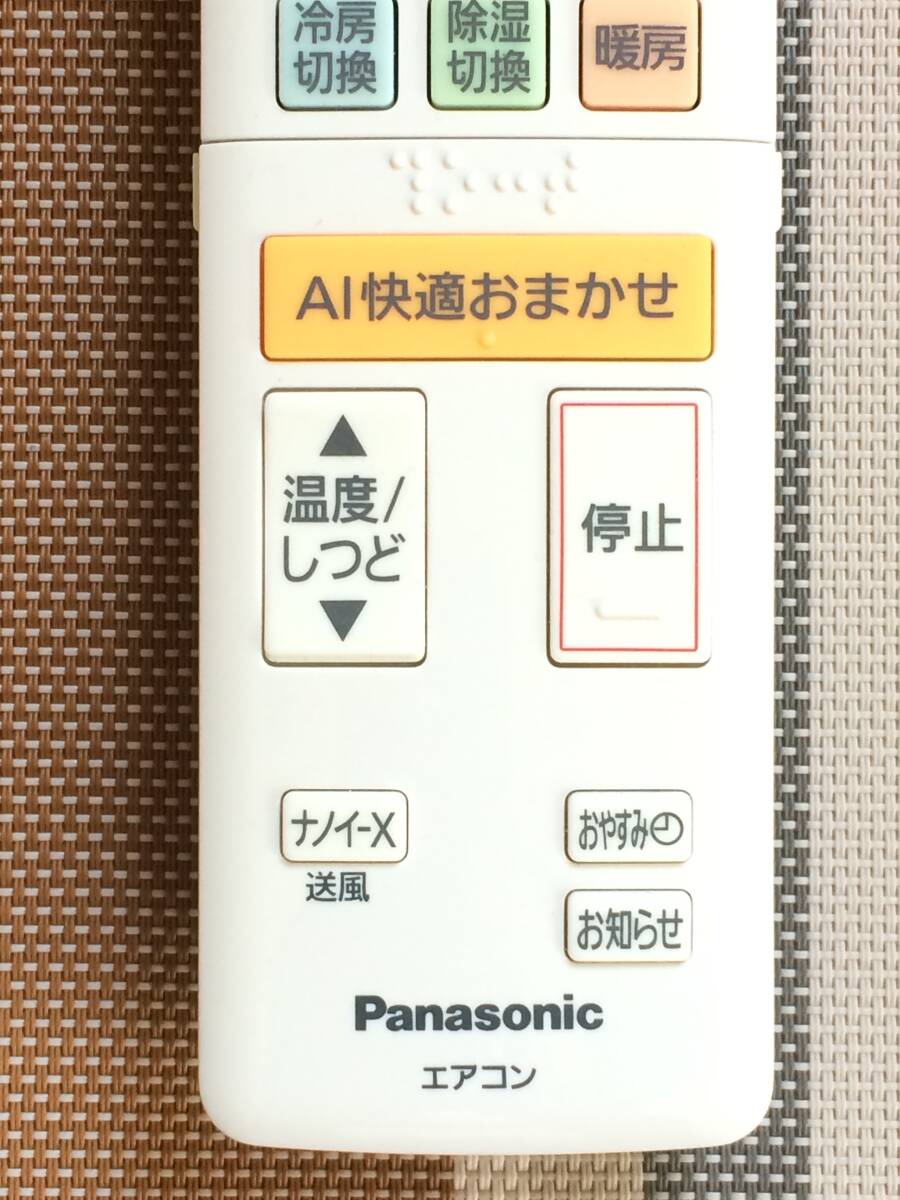 冷房
切換
除湿
切換
暖房
AI快適おまかせ
▲
温度/
しつど
▼
停止
ナノイーX
送風
おやすみ
お知らせ
Panasonic
エアコン